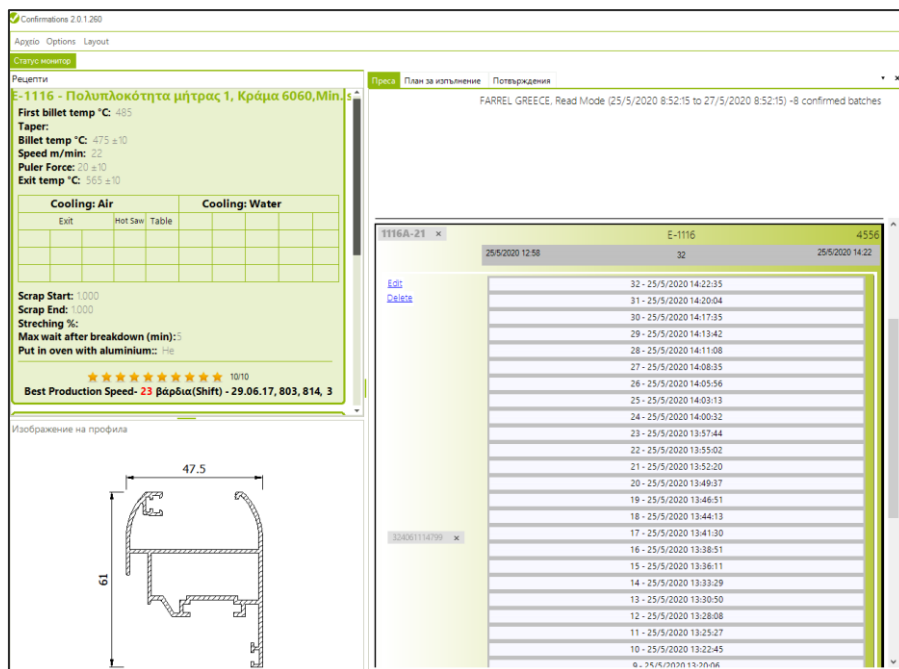 Confirmations 2.0.1.260
Αρχείο Options Layout
Статус монитор
Рецепти
E-1116 - Πολυπλοκότητα μήτρας 1, Κράμα 6060,Min. s
First billet temp °C: 485
Taper:
Billet temp °C: 475 ±10
Speed m/min: 22
Puler Force: 20 ±10
Exit temp °C: 565 ±10
Cooling: Air Cooling: Water
Exit Hot Saw Table
Scrap Start: 1.000
Scrap End: 1.000
Streching %:
Max wait after breakdown (min):5
Put in oven with aluminium:: Не
10/10
Best Production Speed- 23 βάρδια(Shift) - 29.06.17, 803, 814, 3
Изображение на профила
47.5
61
Преса План за изпълнение Потвърждения
FARREL GREECE, Read Mode (25/5/2020 8:52:15 to 27/5/2020 8:52:15) -8 confirmed batches
1116A-21 × E-1116 4556
25/5/2020 12:58 32 25/5/2020 14:22
Edit
Delete
32 - 25/5/2020 14:22:35
31 - 25/5/2020 14:20:04
30 - 25/5/2020 14:17:35
29 - 25/5/2020 14:13:42
28 - 25/5/2020 14:11:08
27 - 25/5/2020 14:08:35
26 - 25/5/2020 14:05:56
25 - 25/5/2020 14:03:13
24 - 25/5/2020 14:00:32
23 - 25/5/2020 13:57:44
22 - 25/5/2020 13:55:02
21 - 25/5/2020 13:52:20
20 - 25/5/2020 13:49:37
19 - 25/5/2020 13:46:51
18 - 25/5/2020 13:44:13
17 - 25/5/2020 13:41:30
324061114799 ×
16 - 25/5/2020 13:38:51
15 - 25/5/2020 13:36:11
14 - 25/5/2020 13:33:29
13 - 25/5/2020 13:30:50
12 - 25/5/2020 13:28:08
11 - 25/5/2020 13:25:27
10 - 25/5/2020 13:22:45
9 - 25/5/2020 13:20:06